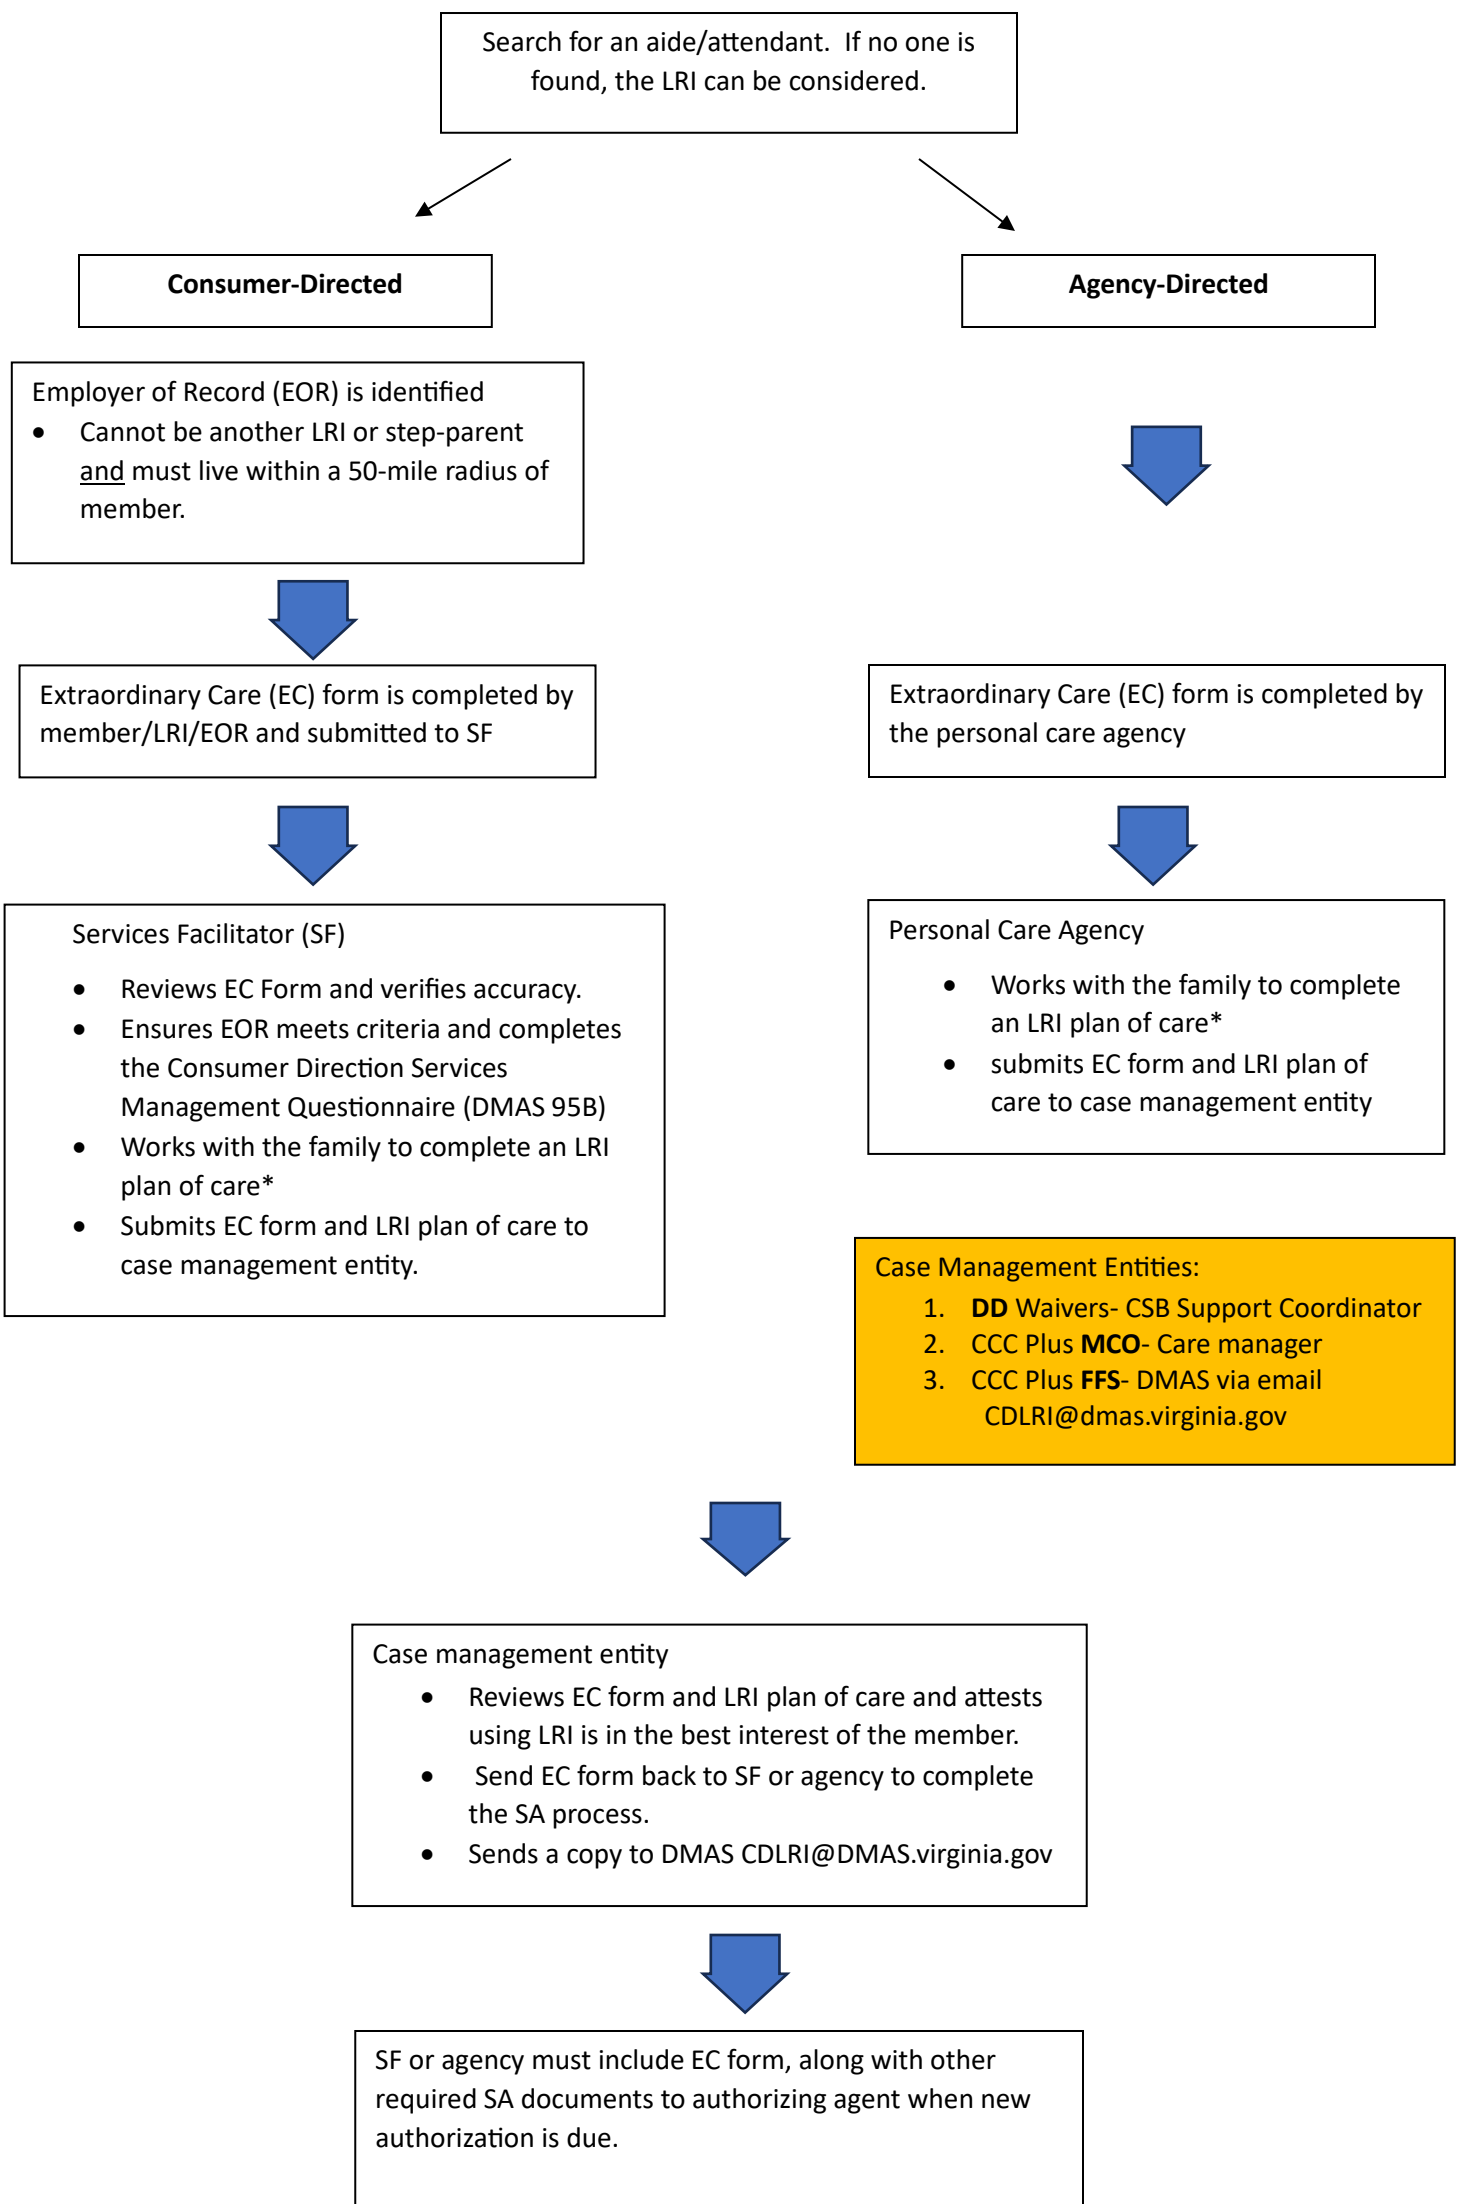 Search for an aide/attendant.  If no one is
found, the LRI can be considered.
Consumer-Directed
Agency-Directed
Employer of Record (EOR) is identified
• Cannot be another LRI or step-parent
and must live within a 50-mile radius of
member.
Extraordinary Care (EC) form is completed by
member/LRI/EOR and submitted to SF
Extraordinary Care (EC) form is completed by
the personal care agency
Services Facilitator (SF)
• Reviews EC Form and verifies accuracy.
• Ensures EOR meets criteria and completes
the Consumer Direction Services
Management Questionnaire (DMAS 95B)
• Works with the family to complete an LRI
plan of care*
• Submits EC form and LRI plan of care to
case management entity.
Personal Care Agency
• Works with the family to complete
an LRI plan of care*
• submits EC form and LRI plan of
care to case management entity
Case Management Entities:
1. DD Waivers- CSB Support Coordinator
2. CCC Plus MCO- Care manager
3. CCC Plus FFS- DMAS via email
CDLRI@dmas.virginia.gov
Case management entity
• Reviews EC form and LRI plan of care and attests
using LRI is in the best interest of the member.
• Send EC form back to SF or agency to complete
the SA process.
• Sends a copy to DMAS CDLRI@DMAS.virginia.gov
SF or agency must include EC form, along with other
required SA documents to authorizing agent when new
authorization is due.